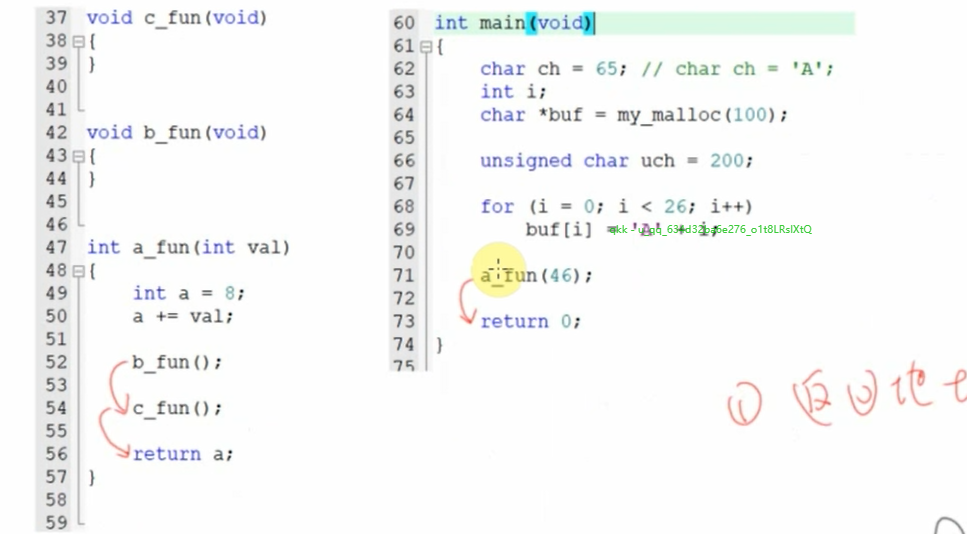 37 void c_fun(void)
38 {
39 }
40
41
42 void b_fun(void)
43 {
44 }
45
46
47 int a_fun(int val)
48 {
49 int a = 8;
50 a += val;
51
52 b_fun();
53
54 c_fun();
55
56 return a;
57 }
58
59
60 int main(void)
61 {
62 char ch = 65; // char ch = 'A';
63 int i;
64 char *buf = my_malloc(100);
65
66 unsigned char uch = 200;
67
68 for (i = 0; i < 26; i++)
69 buf[i] = 'A' + i;
70
71 a_fun(46);
72
73 return 0;
74 }
75
① 返回地